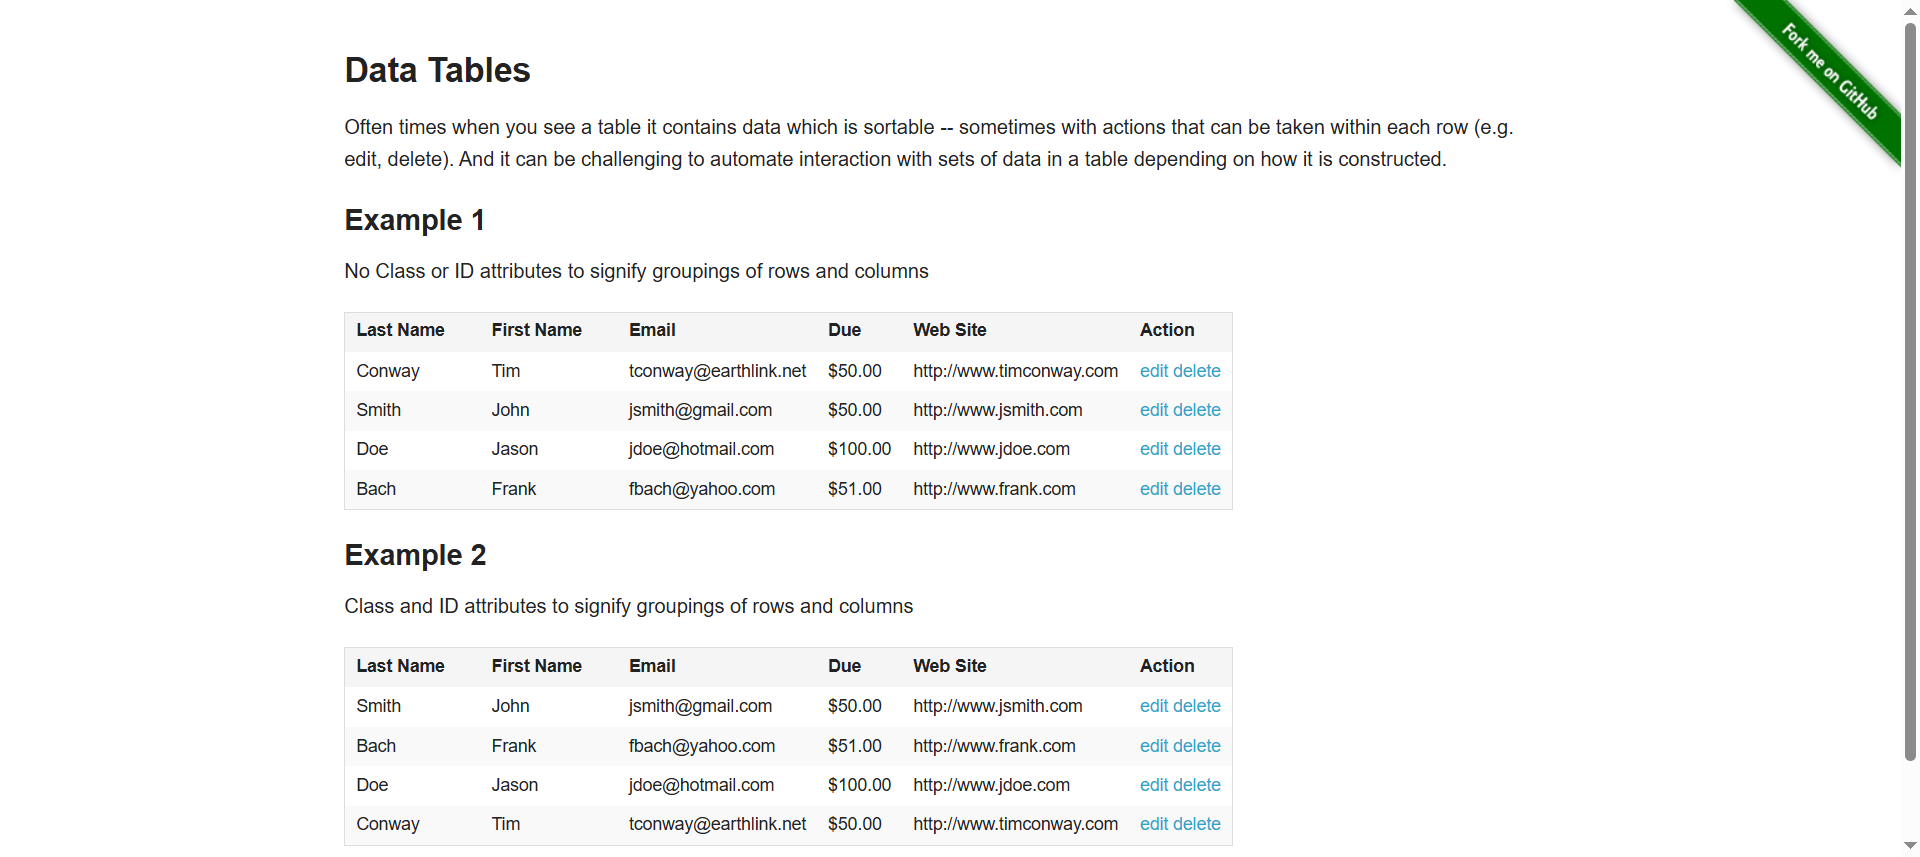 Fork me on GitHub
Data Tables
Often times when you see a table it contains data which is sortable -- sometimes with actions that can be taken within each row (e.g.
edit, delete). And it can be challenging to automate interaction with sets of data in a table depending on how it is constructed.
Example 1
No Class or ID attributes to signify groupings of rows and columns
Last Name First Name Email Due Web Site Action
Conway Tim tconway@earthlink.net $50.00 http://www.timconway.com edit delete
Smith John jsmith@gmail.com $50.00 http://www.jsmith.com edit delete
Doe Jason jdoe@hotmail.com $100.00 http://www.jdoe.com edit delete
Bach Frank fbach@yahoo.com $51.00 http://www.frank.com edit delete
Example 2
Class and ID attributes to signify groupings of rows and columns
Last Name First Name Email Due Web Site Action
Smith John jsmith@gmail.com $50.00 http://www.jsmith.com edit delete
Bach Frank fbach@yahoo.com $51.00 http://www.frank.com edit delete
Doe Jason jdoe@hotmail.com $100.00 http://www.jdoe.com edit delete
Conway Tim tconway@earthlink.net $50.00 http://www.timconway.com edit delete